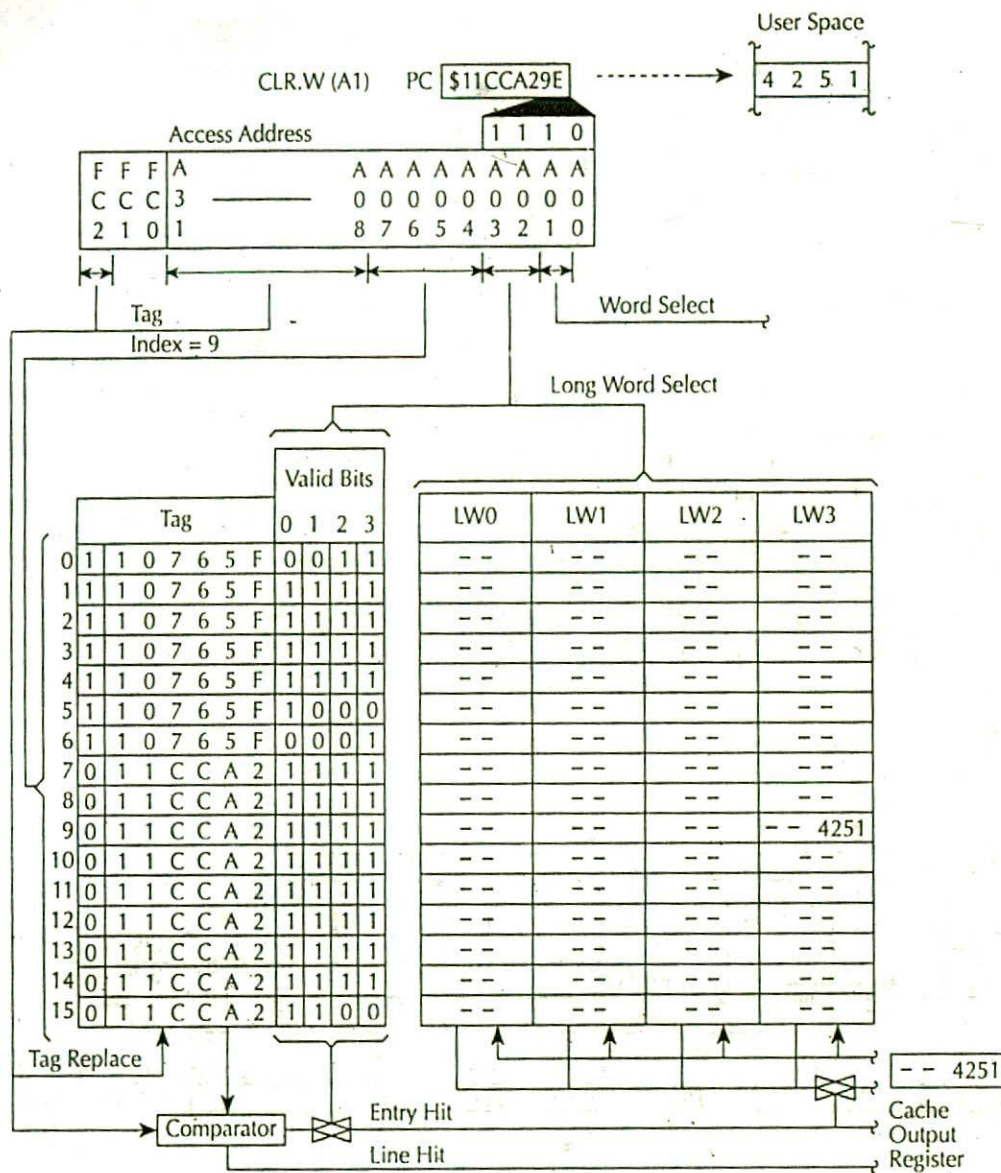 User Space
CLR.W (A1) PC $11CCA29E 4 2 5 1
Access Address 1 1 1 0
F F F A A A A A A A A A A
C C C 3 0 0 0 0 0 0 0 0 0
2 1 0 1 8 7 6 5 4 3 2 1 0
Tag
Word Select
Index = 9
Long Word Select
Valid Bits
Tag 0 1 2 3
LW0 LW1 LW2 LW3
0 1 1 0 7 6 5 F 0 0 1 1 -- -- -- --
1 1 1 0 7 6 5 F 1 1 1 1 -- -- -- --
2 1 1 0 7 6 5 F 1 1 1 1 -- -- -- --
3 1 1 0 7 6 5 F 1 1 1 1 -- -- -- --
4 1 1 0 7 6 5 F 1 1 1 1 -- -- -- --
5 1 1 0 7 6 5 F 1 0 0 0 -- -- -- --
6 1 1 0 7 6 5 F 0 0 0 1 -- -- -- --
7 0 1 1 C C A 2 1 1 1 1 -- -- -- --
8 0 1 1 C C A 2 1 1 1 1 -- -- -- --
9 0 1 1 C C A 2 1 1 1 1 -- -- -- -- 4251
10 0 1 1 C C A 2 1 1 1 1 -- -- -- --
11 0 1 1 C C A 2 1 1 1 1 -- -- -- --
12 0 1 1 C C A 2 1 1 1 1 -- -- -- --
13 0 1 1 C C A 2 1 1 1 1 -- -- -- --
14 0 1 1 C C A 2 1 1 1 1 -- -- -- --
15 0 1 1 C C A 2 1 1 0 0 -- -- -- --
Tag Replace
-- 4251
Comparator
Entry Hit
Line Hit
Cache
Output
Register